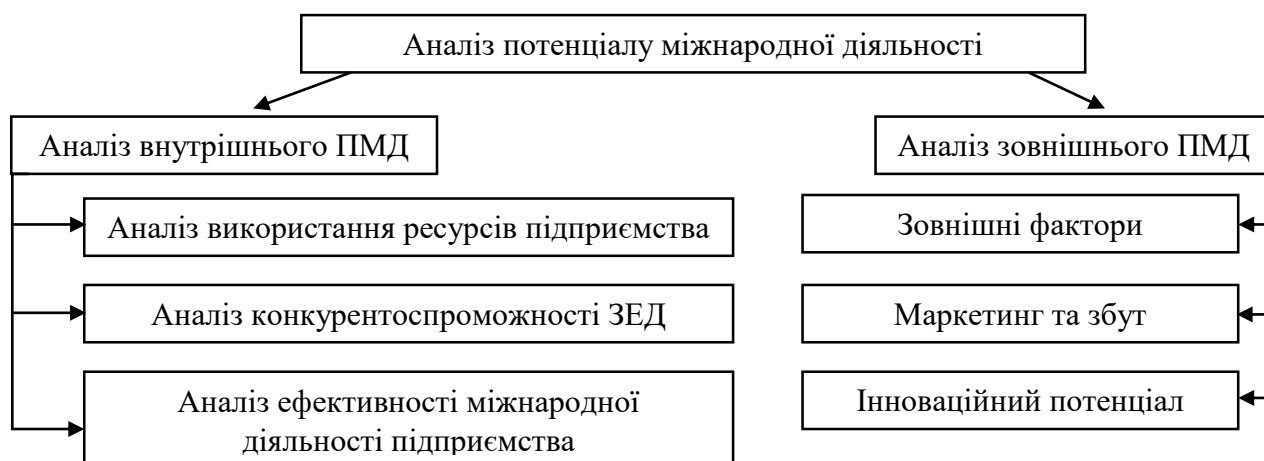 Аналіз потенціалу міжнародної діяльності
Аналіз внутрішнього ПМД
Аналіз зовнішнього ПМД
Аналіз використання ресурсів підприємства
Зовнішні фактори
Аналіз конкурентоспроможності ЗЕД
Маркетинг та збут
Аналіз ефективності міжнародної
діяльності підприємства
Інноваційний потенціал